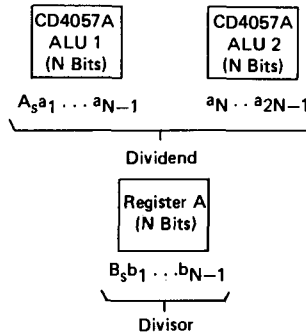 CD4057A
ALU 1
(N Bits)
CD4057A
ALU 2
(N Bits)
Asa1 . . . aN−1
aN . . a2N−1
Dividend
Register A
(N Bits)
Bsb1 . . . bN−1
Divisor